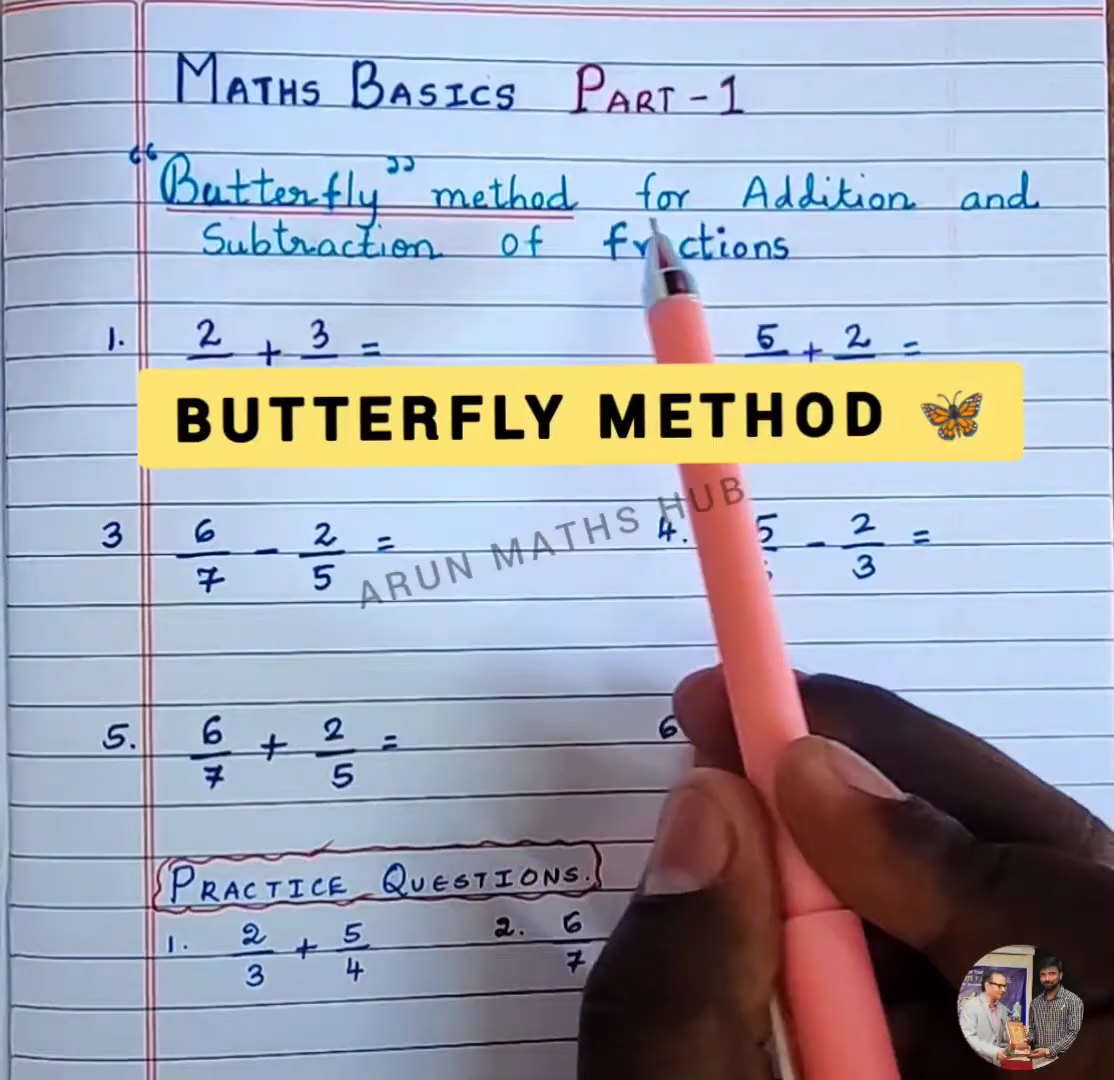 MATHS BASICS PART-1
"Butterfly" method for Addition and
Subtraction of fractions
1. 2 + 3 =
5 + 2 =
BUTTERFLY METHOD 🦋
ARUN MATHS HUB
3 6/7 - 2/5 =
4. 5 - 2/3 =
5. 6/7 + 2/5 =
6
PRACTICE QUESTIONS.
1. 2/3 + 5/4
2. 6/7